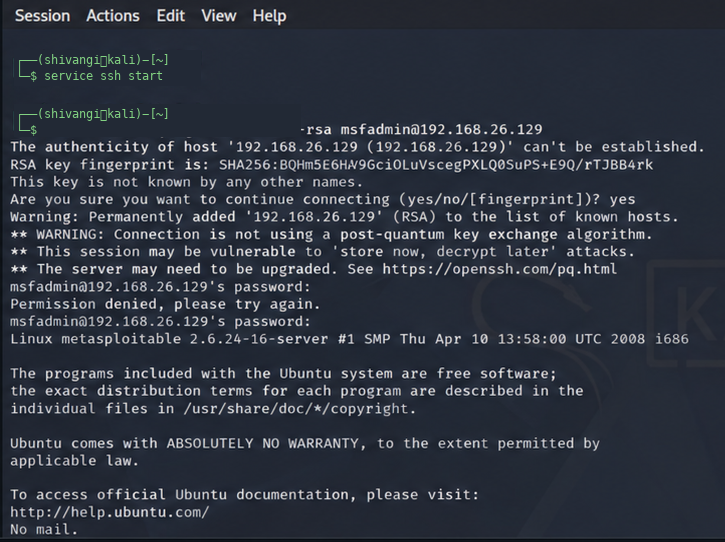 Session Actions Edit View Help
┌──(shivangi㉿kali)-[~]
└─$ service ssh start
┌──(shivangi㉿kali)-[~]
└─$
-rsa msfadmin@192.168.26.129
The authenticity of host '192.168.26.129 (192.168.26.129)' can't be established.
RSA key fingerprint is: SHA256:BQHm5E6HvV9GciOLuVscegPXLQ0SuPS+E9Q/rTJBB4rk
This key is not known by any other names.
Are you sure you want to continue connecting (yes/no/[fingerprint])? yes
Warning: Permanently added '192.168.26.129' (RSA) to the list of known hosts.
** WARNING: Connection is not using a post-quantum key exchange algorithm.
** This session may be vulnerable to 'store now, decrypt later' attacks.
** The server may need to be upgraded. See https://openssh.com/pq.html
msfadmin@192.168.26.129's password:
Permission denied, please try again.
msfadmin@192.168.26.129's password:
Linux metasploitable 2.6.24-16-server #1 SMP Thu Apr 10 13:58:00 UTC 2008 i686
The programs included with the Ubuntu system are free software;
the exact distribution terms for each program are described in the
individual files in /usr/share/doc/*/copyright.
Ubuntu comes with ABSOLUTELY NO WARRANTY, to the extent permitted by
applicable law.
To access official Ubuntu documentation, please visit:
http://help.ubuntu.com/
No mail.